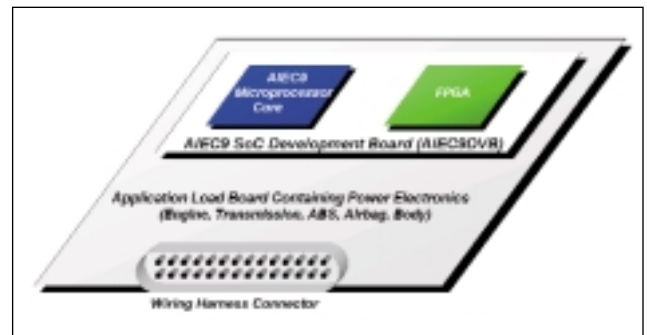 AIEC9
Microprocessor
Core
FPGA
AIEC9 SoC Development Board (AIEC9DVB)
Application Load Board Containing Power Electronics
(Engine, Transmission, ABS, Airbag, Body)
Wiring Harness Connector